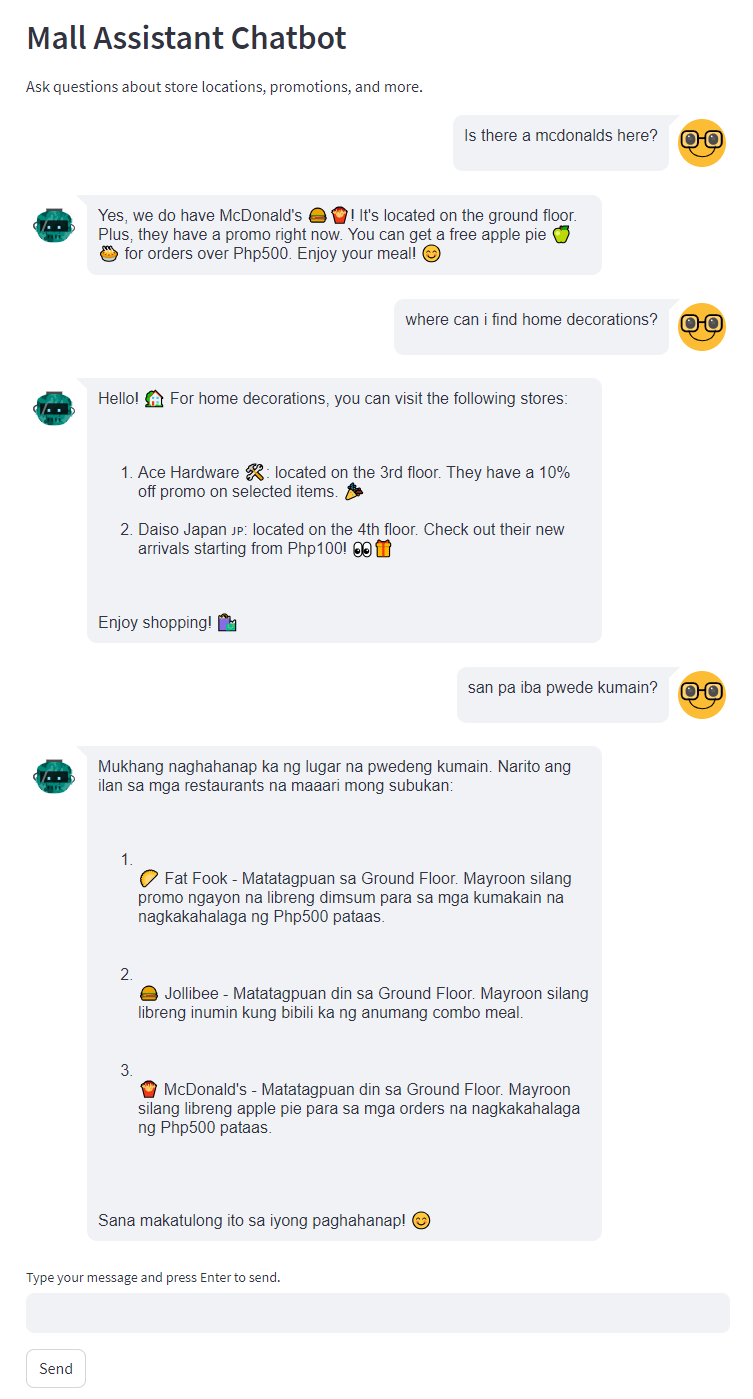 Mall Assistant Chatbot
Ask questions about store locations, promotions, and more.
Is there a mcdonalds here?
Yes, we do have McDonald's 🍔🍟! It's located on the ground floor.
Plus, they have a promo right now. You can get a free apple pie 🍏
🥧 for orders over Php500. Enjoy your meal! 😊
where can i find home decorations?
Hello! 🏡 For home decorations, you can visit the following stores:
1. Ace Hardware 🛠️: located on the 3rd floor. They have a 10%
off promo on selected items. 🎉
2. Daiso Japan 🇯🇵: located on the 4th floor. Check out their new
arrivals starting from Php100! 👀🎁
Enjoy shopping! 🛍️
san pa iba pwede kumain?
Mukhang naghahanap ka ng lugar na pwedeng kumain. Narito ang
ilan sa mga restaurants na maaari mong subukan:
1.
🥟 Fat Fook - Matatagpuan sa Ground Floor. Mayroon silang
promo ngayon na libreng dimsum para sa mga kumakain na
nagkakahalaga ng Php500 pataas.
2.
🍔 Jollibee - Matatagpuan din sa Ground Floor. Mayroon silang
libreng inumin kung bibili ka ng anumang combo meal.
3.
🍟 McDonald's - Matatagpuan din sa Ground Floor. Mayroon
silang libreng apple pie para sa mga orders na nagkakahalaga
ng Php500 pataas.
Sana makatulong ito sa iyong paghahanap! 😊
Type your message and press Enter to send.
Send